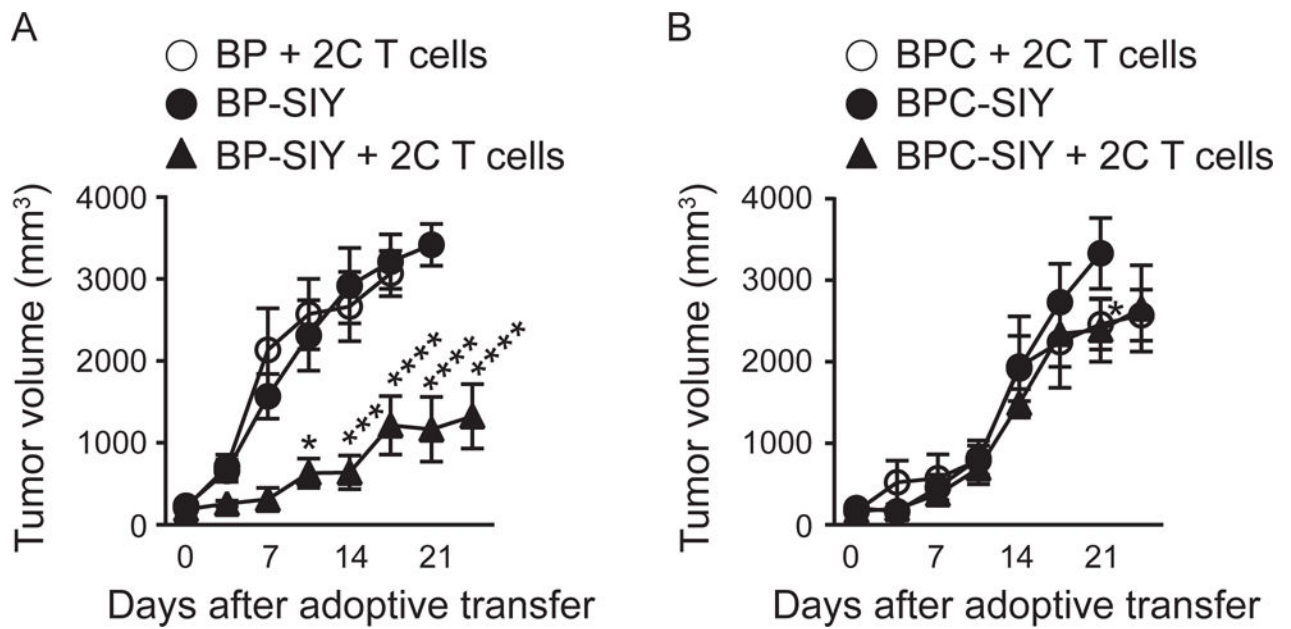 A
BP + 2C T cells
BP-SIY
BP-SIY + 2C T cells
Tumor volume (mm³)
4000
3000
2000
1000
0
*
***
****
***
****
0 7 14 21
Days after adoptive transfer
B
BPC + 2C T cells
BPC-SIY
BPC-SIY + 2C T cells
Tumor volume (mm³)
4000
3000
2000
1000
0
*
0 7 14 21
Days after adoptive transfer